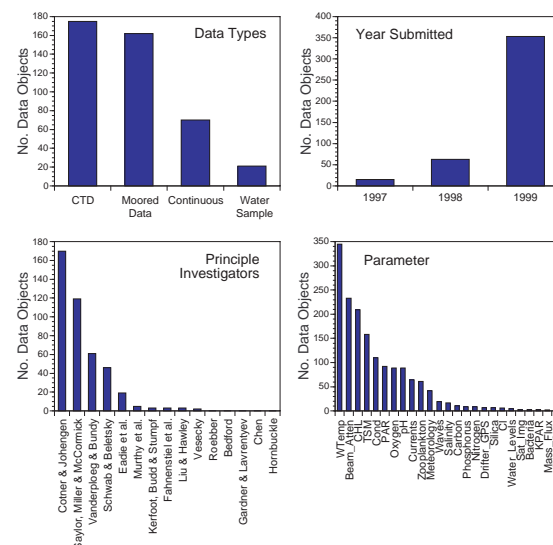 Data Types
No. Data Objects
180
160
140
120
100
80
60
40
20
0
CTD
Moored
Data
Continuous
Water
Sample
Year Submitted
No. Data Objects
400
350
300
250
200
150
100
50
0
1997
1998
1999
Principle
Investigators
No. Data Objects
180
160
140
120
100
80
60
40
20
0
Cotner & Johengen
Saylor, Miller & McCormick
Vanderploeg & Bundy
Schwab & Beletsky
Eadie et al.
Murthy et al.
Kerfoot, Budd & Stumpf
Fahnenstiel et al.
Liu & Hawley
Vesecky
Roebber
Bedford
Gardner & Lavrentyev
Chen
Hornbuckle
Parameter
No. Data Objects
350
300
250
200
150
100
50
0
WTemp
Beam_Atten
CHL
TSM
Cond
PAR
Oxygen
pH
Currents
Zooplankton
Meteorology
Waves
Salinity
Carbon
Phosphorus
Nitrogen
Drifter_GPS
Silica
Cl
Water_Levels
Sat_Img
Bacteria
KPAR
Mass_Flux